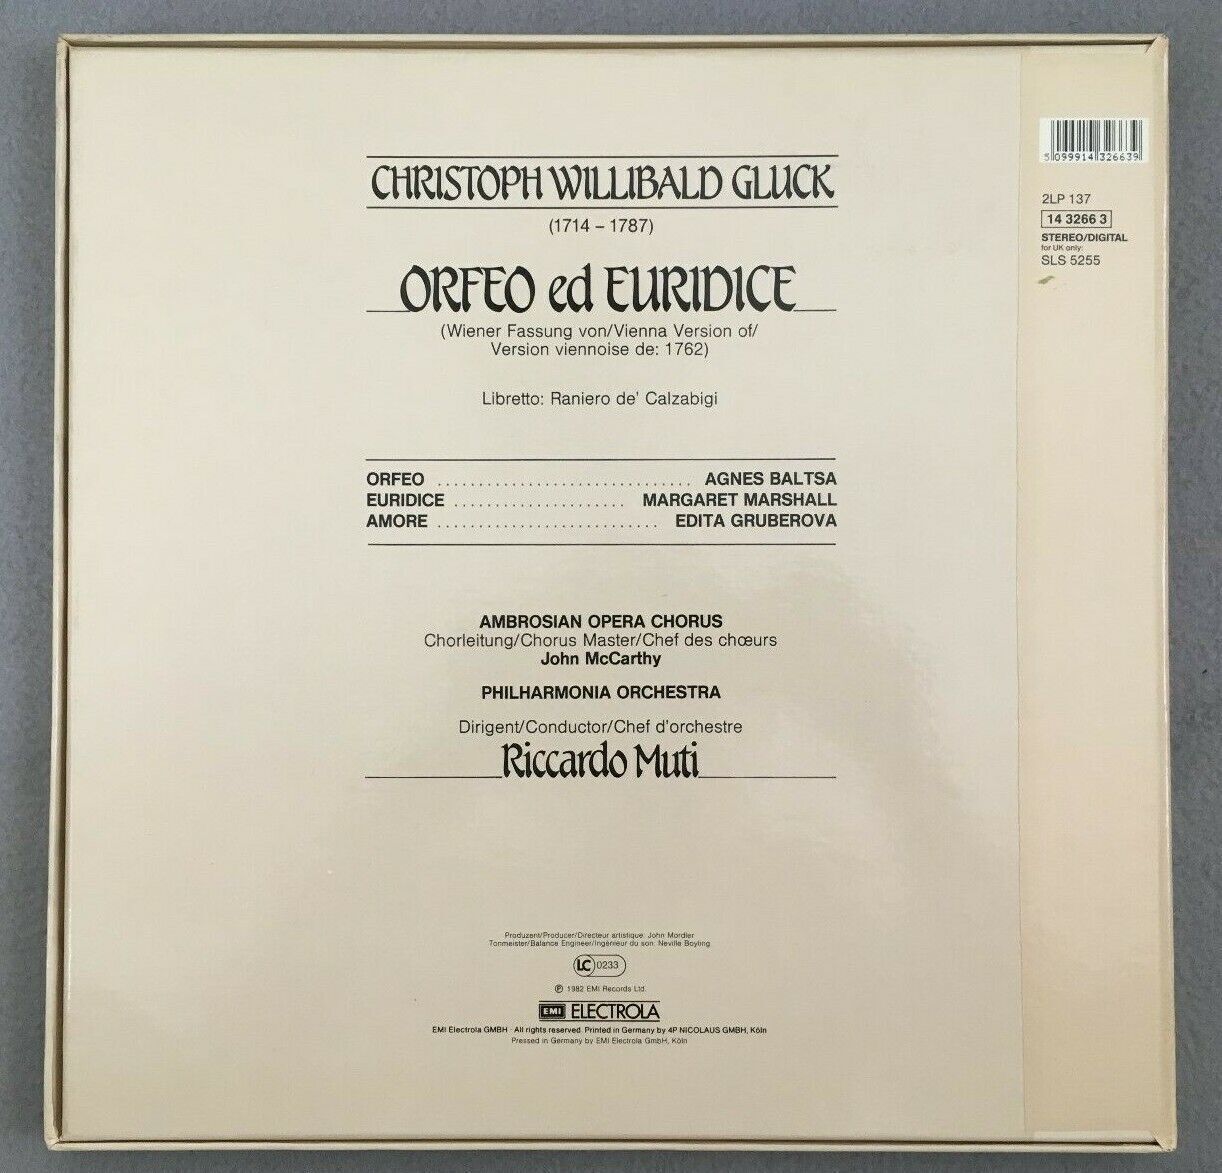 CHRISTOPH WILLIBALD GLUCK
(1714 – 1787)
ORFEO ed EURIDICE
(Wiener Fassung von/Vienna Version of/
Version viennoise de: 1762)
Libretto: Raniero de' Calzabigi
ORFEO ............................... AGNES BALTSA
EURIDICE ..................... MARGARET MARSHALL
AMORE ........................... EDITA GRUBEROVA
AMBROSIAN OPERA CHORUS
Chorleitung/Chorus Master/Chef des chœurs
John McCarthy
PHILHARMONIA ORCHESTRA
Dirigent/Conductor/Chef d'orchestre
Riccardo Muti
Produzent/Producer/Directeur artistique: John Mordler
Tonmeister/Balance Engineer/Ingénieur du son: Neville Boyling
LC 0233
℗ 1982 EMI Records Ltd.
EMI ELECTROLA
EMI Electrola GMBH · All rights reserved. Printed in Germany by 4P NICOLAUS GMBH, Köln
Pressed in Germany by EMI Electrola GmbH, Köln
5 099914 326639
2LP 137
14 3266 3
STEREO/DIGITAL
for UK only:
SLS 5255